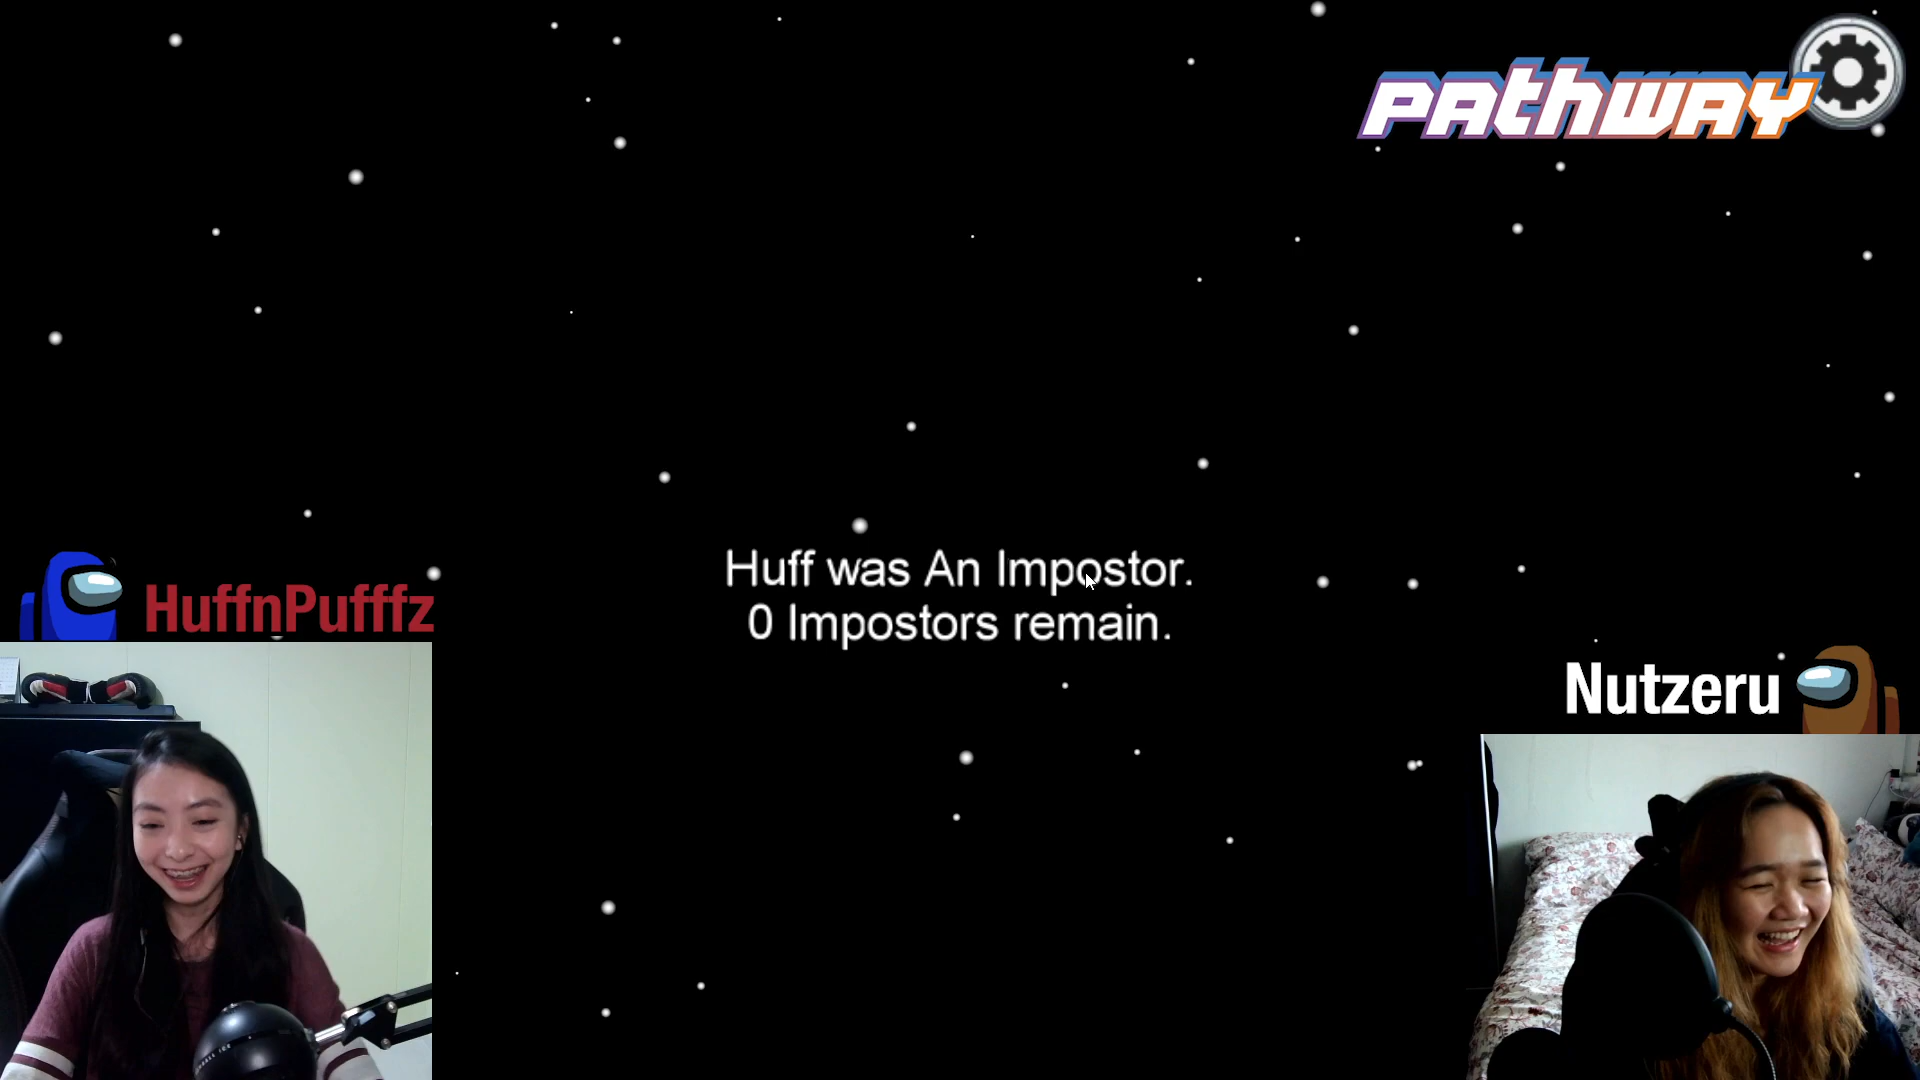 PATHWAY
Huff was An Impostor.
0 Impostors remain.
HuffnPufffz
Nutzeru